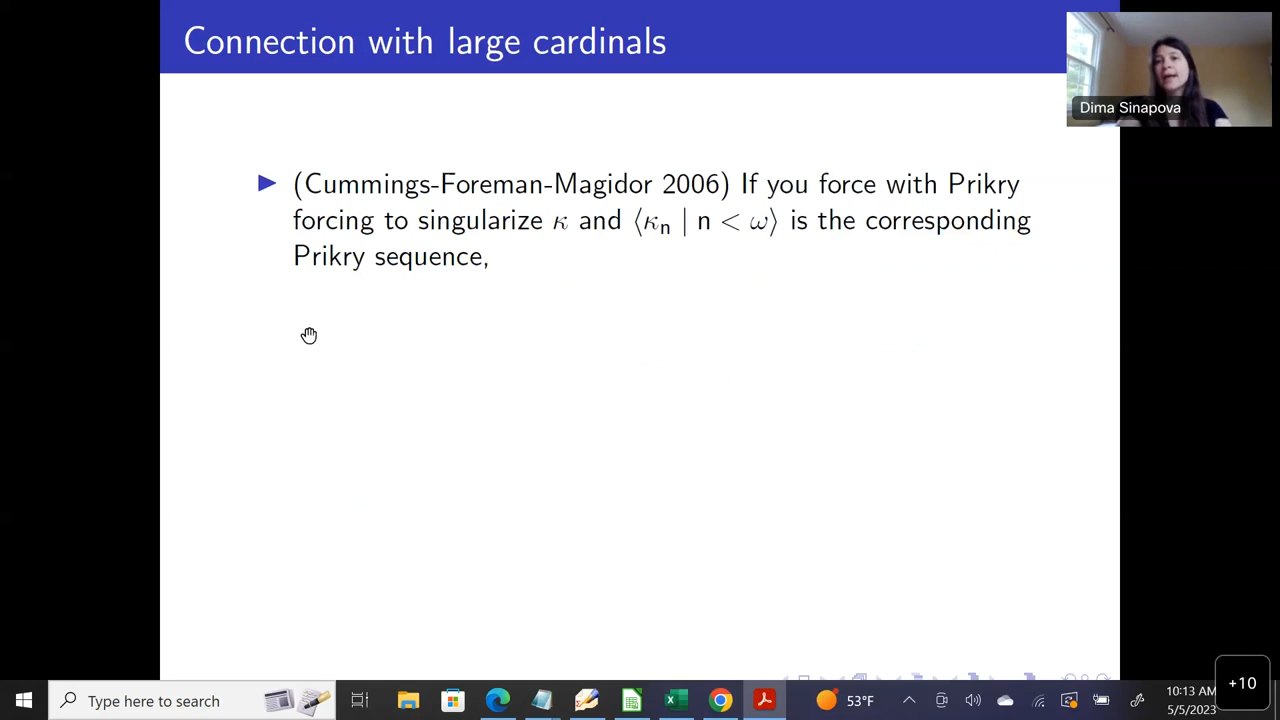 Connection with large cardinals
Dima Sinapova
(Cummings-Foreman-Magidor 2006) If you force with Prikry
forcing to singularize κ and ⟨κn | n < ω⟩ is the corresponding
Prikry sequence,
Type here to search
53°F
10:13 AM
5/5/2023
+10